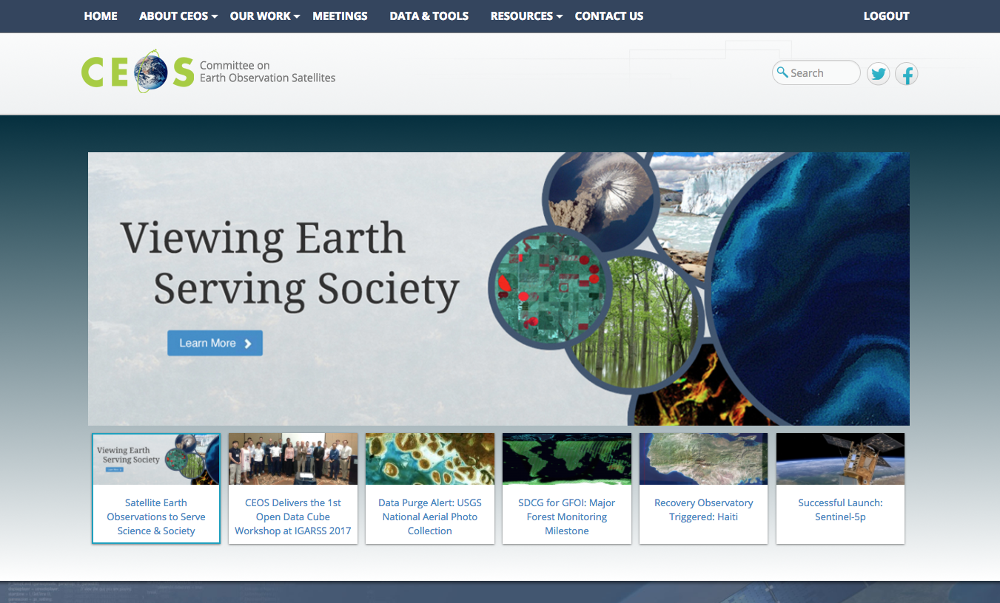 HOME ABOUT CEOS OUR WORK MEETINGS DATA & TOOLS RESOURCES CONTACT US LOGOUT
CEOS
Committee on
Earth Observation Satellites
Search
Viewing Earth
Serving Society
Learn More
Viewing Earth
Serving Society
Learn More
Satellite Earth
Observations to Serve
Science & Society
CEOS Delivers the 1st
Open Data Cube
Workshop at IGARSS 2017
Data Purge Alert: USGS
National Aerial Photo
Collection
SDCG for GFOI: Major
Forest Monitoring
Milestone
Recovery Observatory
Triggered: Haiti
Successful Launch:
Sentinel-5p